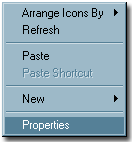 Arrange Icons By
Refresh
Paste
Paste Shortcut
New
Properties